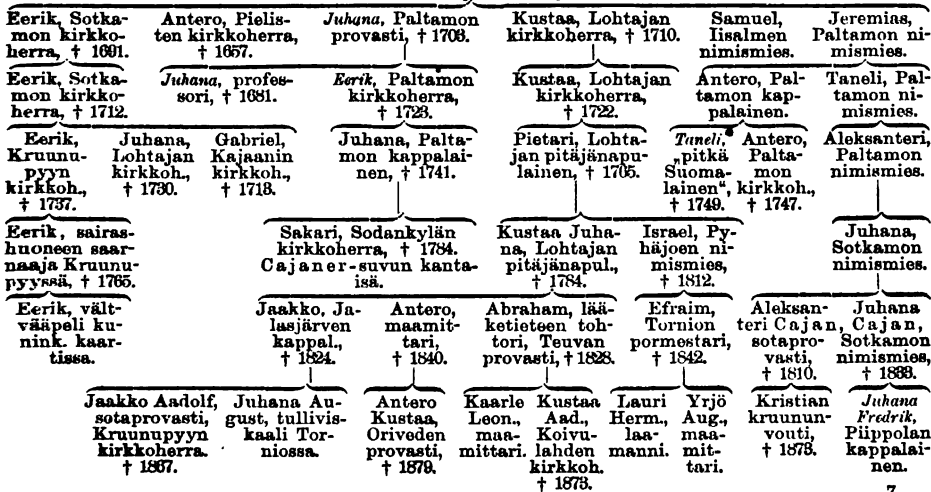 Eerik, Sotka-
mon kirkko-
herra, † 1691.
Antero, Pielis-
ten kirkkoherra,
† 1657.
Juhana, Paltamon
provasti, † 1703.
Kustaa, Lohtajan
kirkkoherra, † 1710.
Samuel,
Iisalmen
nimismies.
Jeremias,
Paltamon ni-
mismies.
Eerik, Sotka-
mon kirkko-
herra, † 1712.
Juhana, profes-
sori, † 1681.
Eerik, Paltamon
kirkkoherra,
† 1723.
Kustaa, Lohtajan
kirkkoherra,
† 1722.
Antero, Pal-
tamon kap-
palainen.
Taneli, Pal-
tamon ni-
mismies.
Eerik,
Kruunu-
pyyn
kirkkoh.,
† 1737.
Juhana,
Lohtajan
kirkkoh.,
† 1730.
Gabriel,
Kajaanin
kirkkoh.,
† 1713.
Juhana, Palta-
mon kappalai-
nen, † 1741.
Pietari, Lohta-
jan pitäjänapu-
lainen, † 1705.
Taneli,
„pitkä
Suoma-
lainen“,
† 1749.
Antero,
Palta-
mon
kirkkoh.,
† 1747.
Aleksanteri,
Paltamon
nimismies.
Eerik, sairas-
huoneen saar-
naaja Kruunu-
pyyssä, † 1765.
Sakari, Sodankylän
kirkkoherra, † 1784.
Cajaner-suvun kanta-
isä.
Kustaa Juha-
na, Lohtajan
pitäjänapul.,
† 1784.
Israel, Py-
häjoen ni-
mismies,
† 1812.
Juhana,
Sotkamon
nimismies.
Eerik, vält-
vääpeli ku-
nink. kaar-
tissa.
Jaakko, Ja-
lasjärven
kappal.,
† 1824.
Antero,
maamit-
tari,
† 1840.
Abraham, lää-
ketieteen toh-
tori, Teuvan
provasti, † 1828.
Efraim,
Tornion
pormestari,
† 1842.
Aleksan-
teri Cajan,
sotapro-
vasti,
† 1810.
Juhana
Cajan,
Sotkamon
nimismies,
† 1833.
Jaakko Aadolf,
sotaprovasti,
Kruunupyyn
kirkkoherra.
† 1867.
Juhana Au-
gust, tullivis-
kaali Tor-
niossa.
Antero
Kustaa,
Oriveden
provasti,
† 1879.
Kaarle
Leon.,
maa-
mittari.
Kustaa
Aad.,
Koivu-
lahden
kirkkoh.
† 1873.
Lauri
Herm.,
laa-
manni.
Yrjö
Aug.,
maa-
mit-
tari.
Kristian
kruunun-
vouti,
† 1873.
Juhana
Fredrik,
Piippolan
kappalai-
nen.